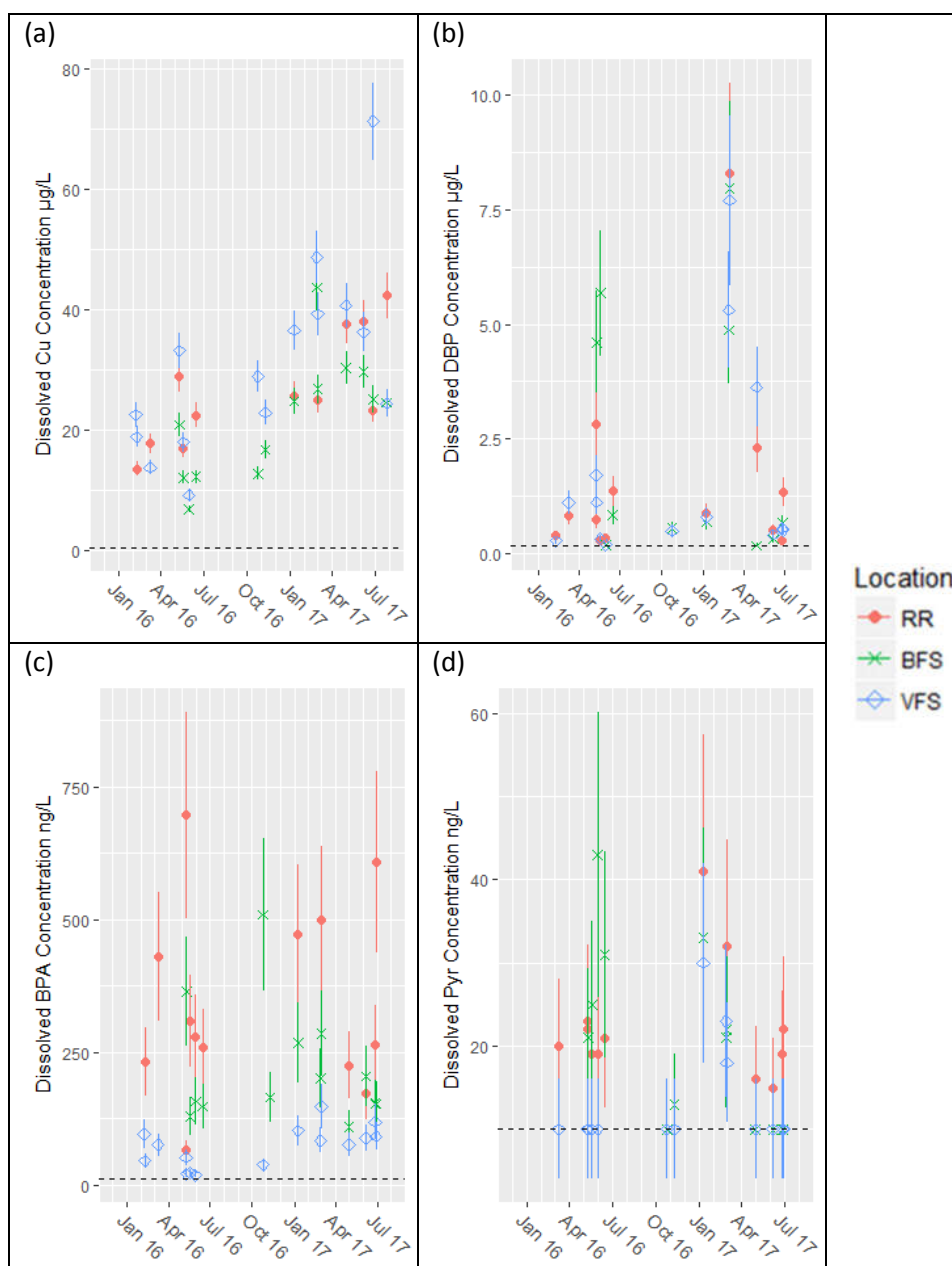 (a)
Dissolved Cu Concentration µg/L
80
60
40
20
0
Jan 16
Apr 16
Jul 16
Oct 16
Jan 17
Apr 17
Jul 17
(b)
Dissolved DBP Concentration µg/L
10.0
7.5
5.0
2.5
0.0
Jan 16
Apr 16
Jul 16
Oct 16
Jan 17
Apr 17
Jul 17
(c)
Dissolved BPA Concentration ng/L
750
500
250
0
Jan 16
Apr 16
Jul 16
Oct 16
Jan 17
Apr 17
Jul 17
(d)
Dissolved Pyr Concentration ng/L
60
40
20
Jan 16
Apr 16
Jul 16
Oct 16
Jan 17
Apr 17
Jul 17
Location
RR
BFS
VFS